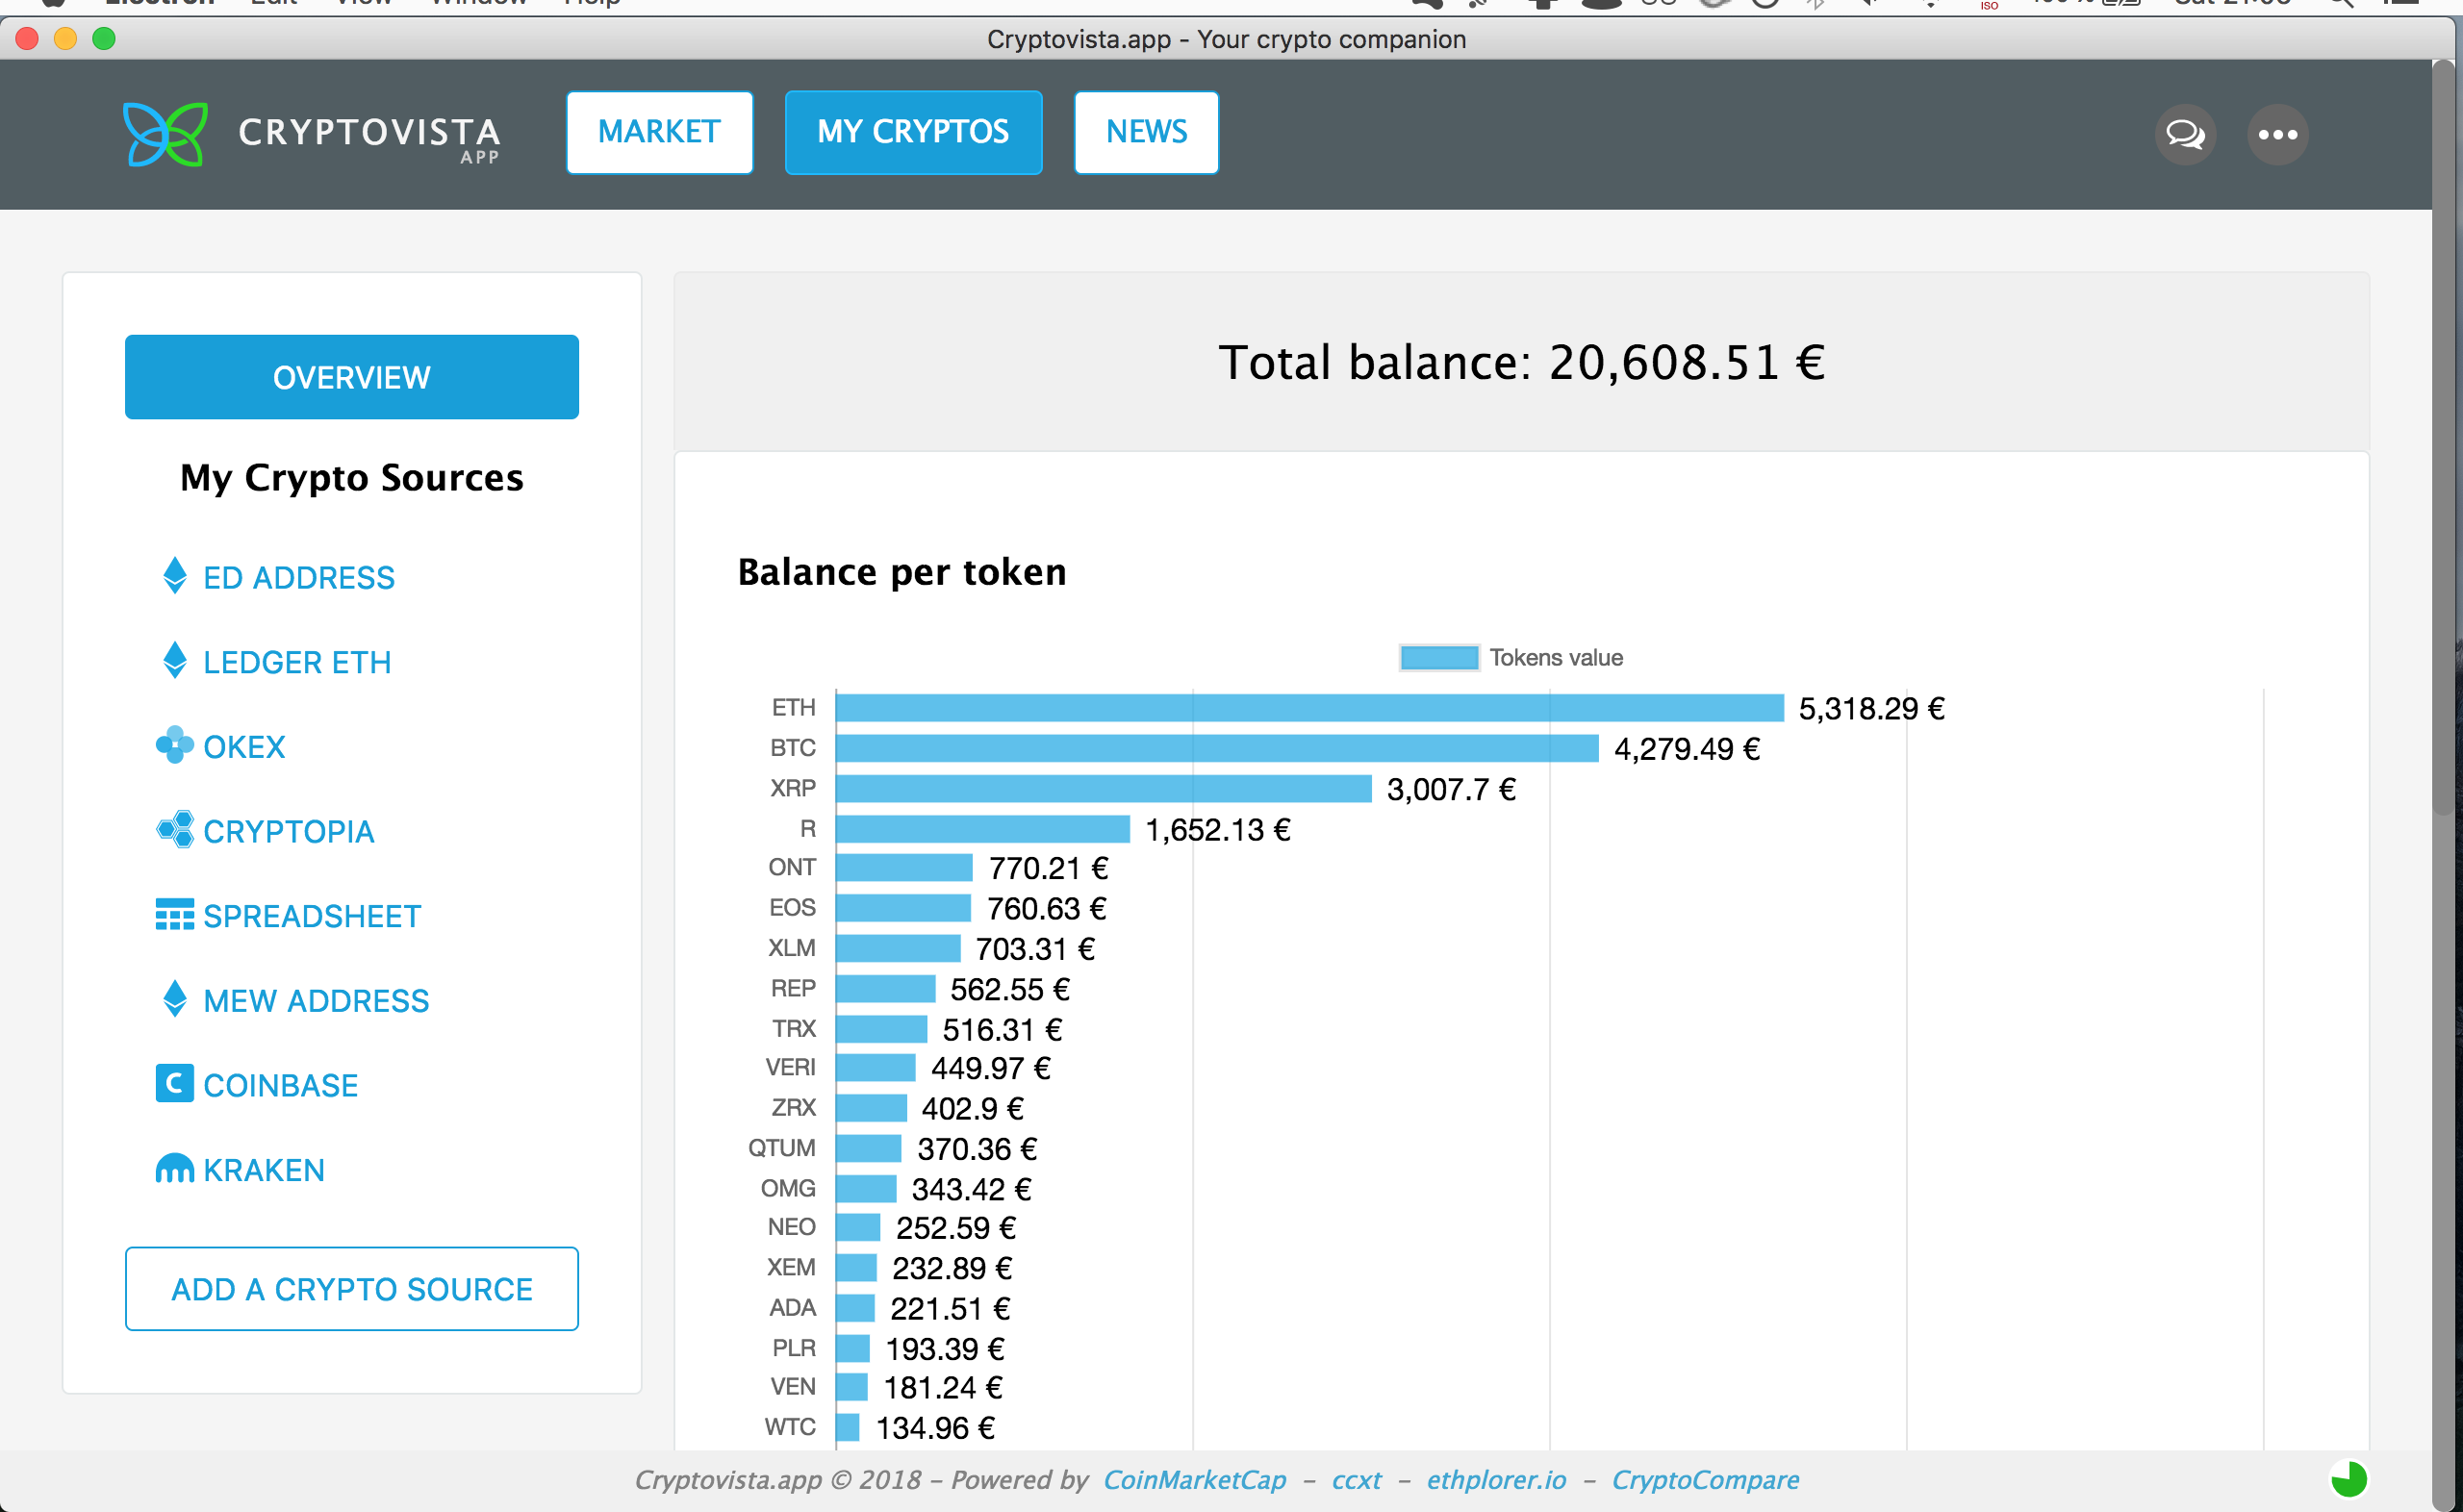 Electron Edit View Window Help
Cryptovista.app - Your crypto companion
CRYPTOVISTA
APP
MARKET
MY CRYPTOS
NEWS
OVERVIEW
My Crypto Sources
ED ADDRESS
LEDGER ETH
OKEX
CRYPTOPIA
SPREADSHEET
MEW ADDRESS
COINBASE
KRAKEN
ADD A CRYPTO SOURCE
Total balance: 20,608.51 €
Balance per token
Tokens value
ETH 5,318.29 €
BTC 4,279.49 €
XRP 3,007.7 €
R 1,652.13 €
ONT 770.21 €
EOS 760.63 €
XLM 703.31 €
REP 562.55 €
TRX 516.31 €
VERI 449.97 €
ZRX 402.9 €
QTUM 370.36 €
OMG 343.42 €
NEO 252.59 €
XEM 232.89 €
ADA 221.51 €
PLR 193.39 €
VEN 181.24 €
WTC 134.96 €
Cryptovista.app © 2018 – Powered by CoinMarketCap – ccxt – ethplorer.io – CryptoCompare